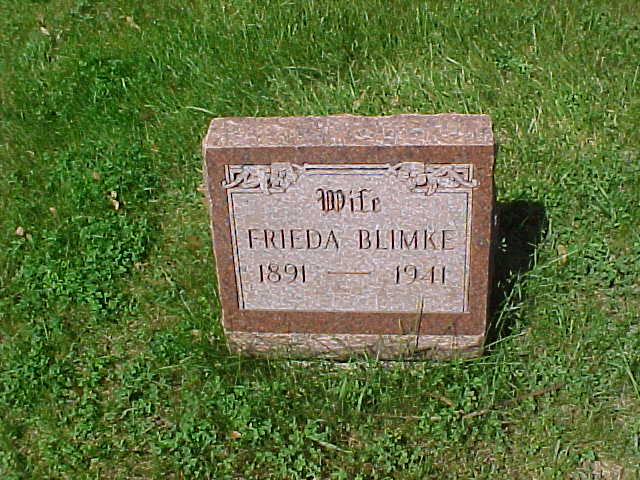 Wife
FRIEDA BLIMKE
1891 — 1941